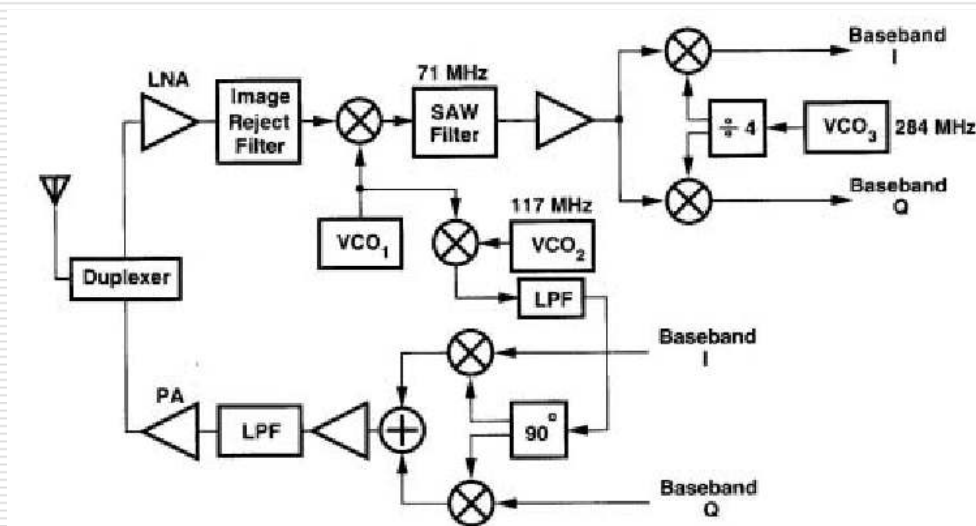 Baseband
I
71 MHz
LNA
Image
Reject
Filter
SAW
Filter
÷ 4
VCO3
284 MHz
Baseband
Q
117 MHz
VCO1
VCO2
Duplexer
LPF
Baseband
I
PA
LPF
90°
Baseband
Q